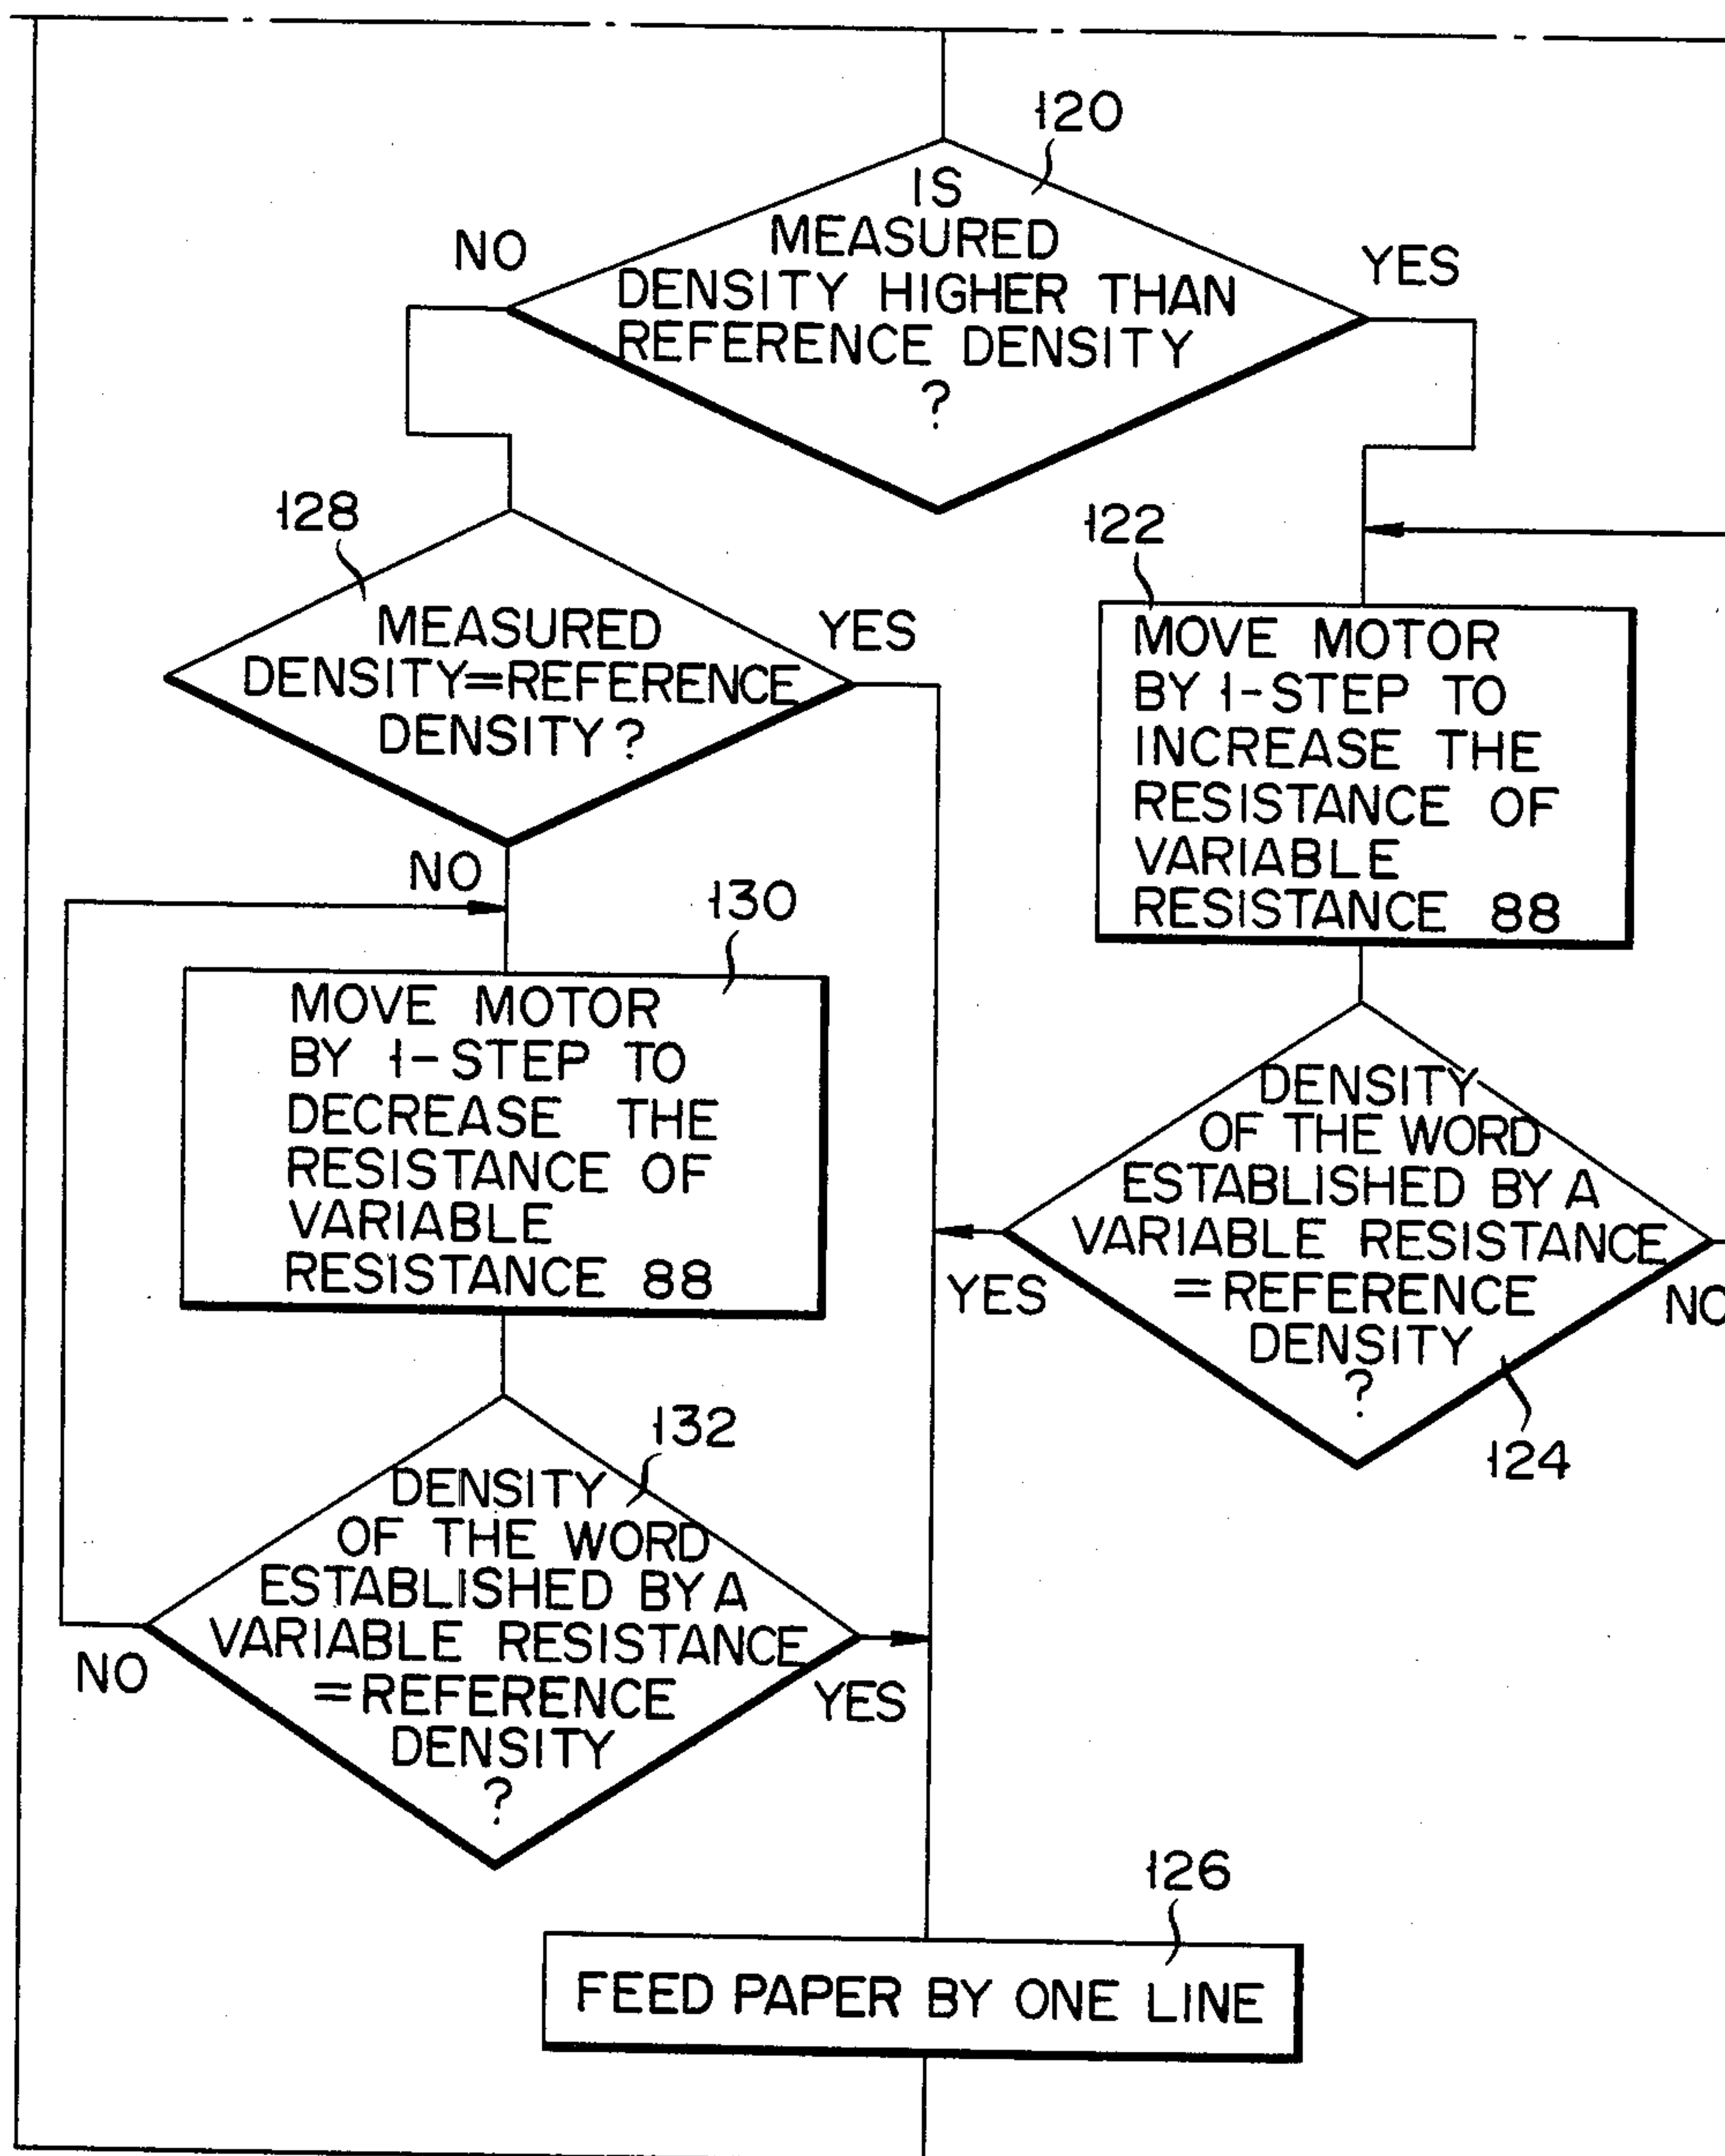 120
IS
MEASURED
DENSITY HIGHER THAN
REFERENCE DENSITY
?
NO
YES
128
MEASURED
DENSITY=REFERENCE
DENSITY?
YES
NO
122
MOVE MOTOR
BY 1-STEP TO
INCREASE THE
RESISTANCE OF
VARIABLE
RESISTANCE 88
130
MOVE MOTOR
BY 1-STEP TO
DECREASE THE
RESISTANCE OF
VARIABLE
RESISTANCE 88
DENSITY
OF THE WORD
ESTABLISHED BY A
VARIABLE RESISTANCE
=REFERENCE
DENSITY
?
YES
NO
124
132
DENSITY
OF THE WORD
ESTABLISHED BY A
VARIABLE RESISTANCE
=REFERENCE
DENSITY
?
NO
YES
126
FEED PAPER BY ONE LINE